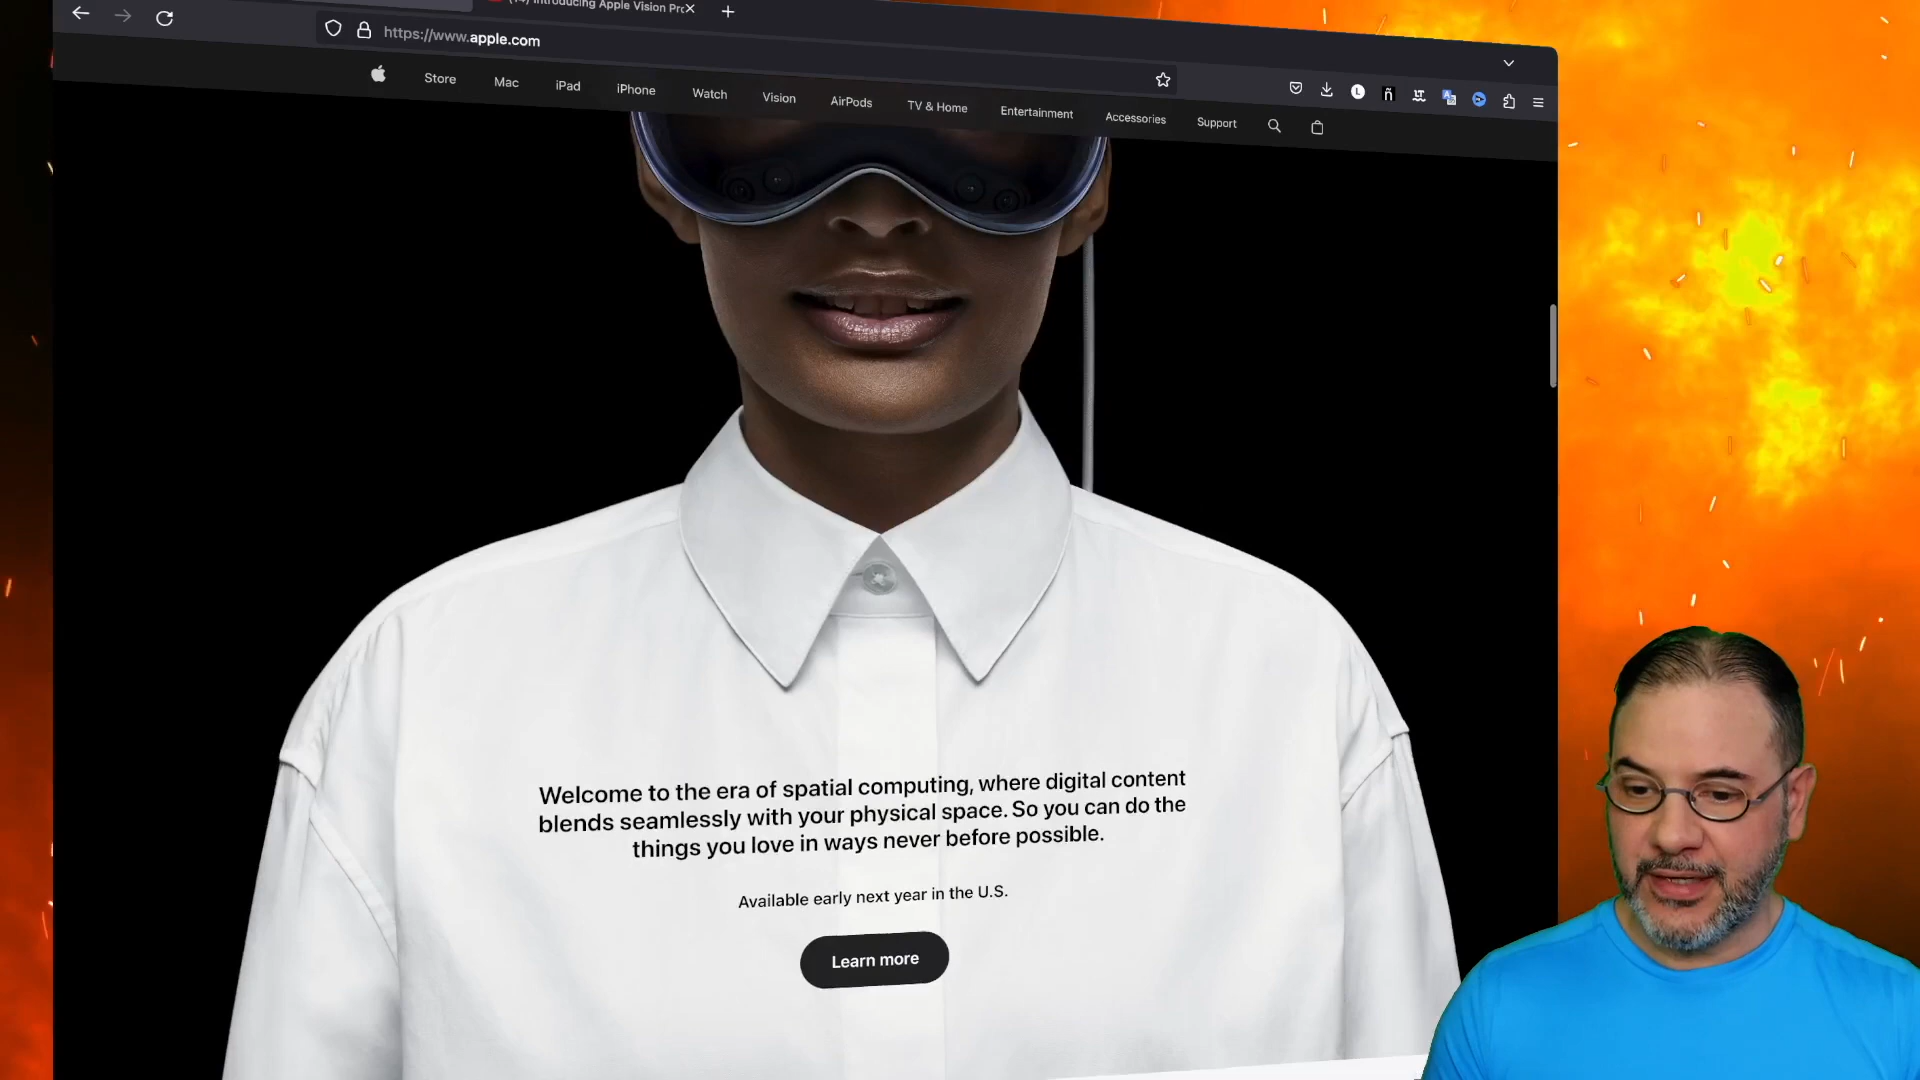 Introducing Apple Vision Pro
https://www.apple.com
Store Mac iPad iPhone Watch Vision AirPods TV & Home Entertainment Accessories Support
Welcome to the era of spatial computing, where digital content
blends seamlessly with your physical space. So you can do the
things you love in ways never before possible.
Available early next year in the U.S.
Learn more